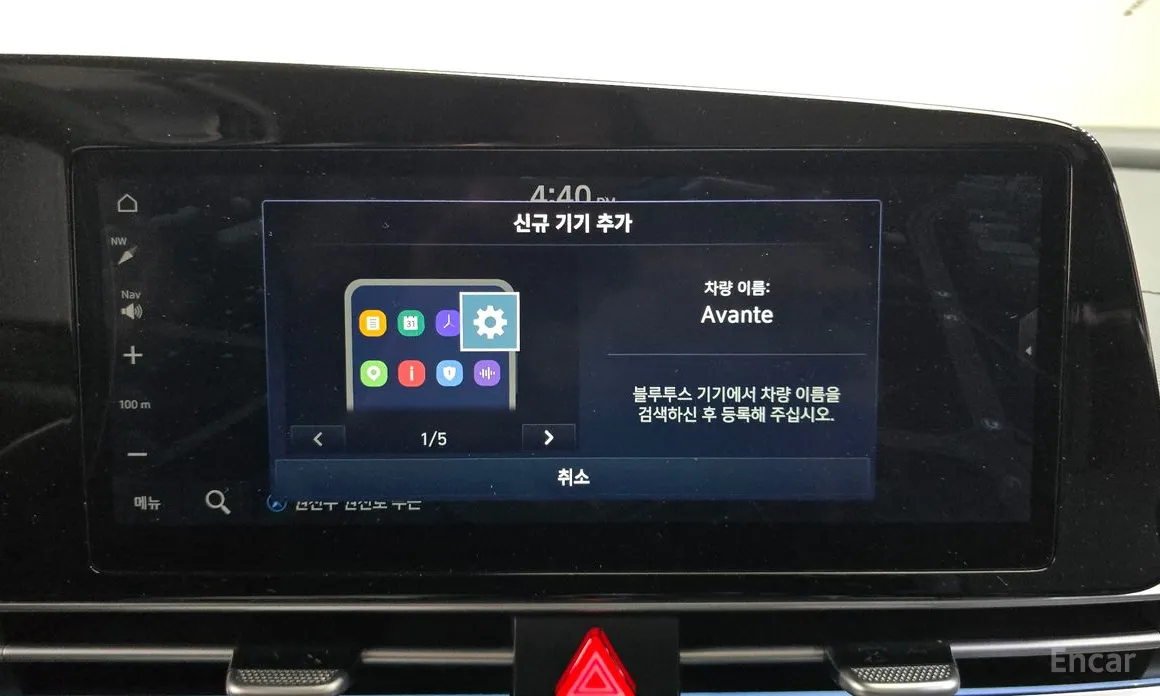 4:40 PM
신규 기기 추가
NW
Nav
100 m
31
차량 이름:
Avante
블루투스 기기에서 차량 이름을
검색하신 후 등록해 주십시오.
1/5
취소
메뉴
Encar